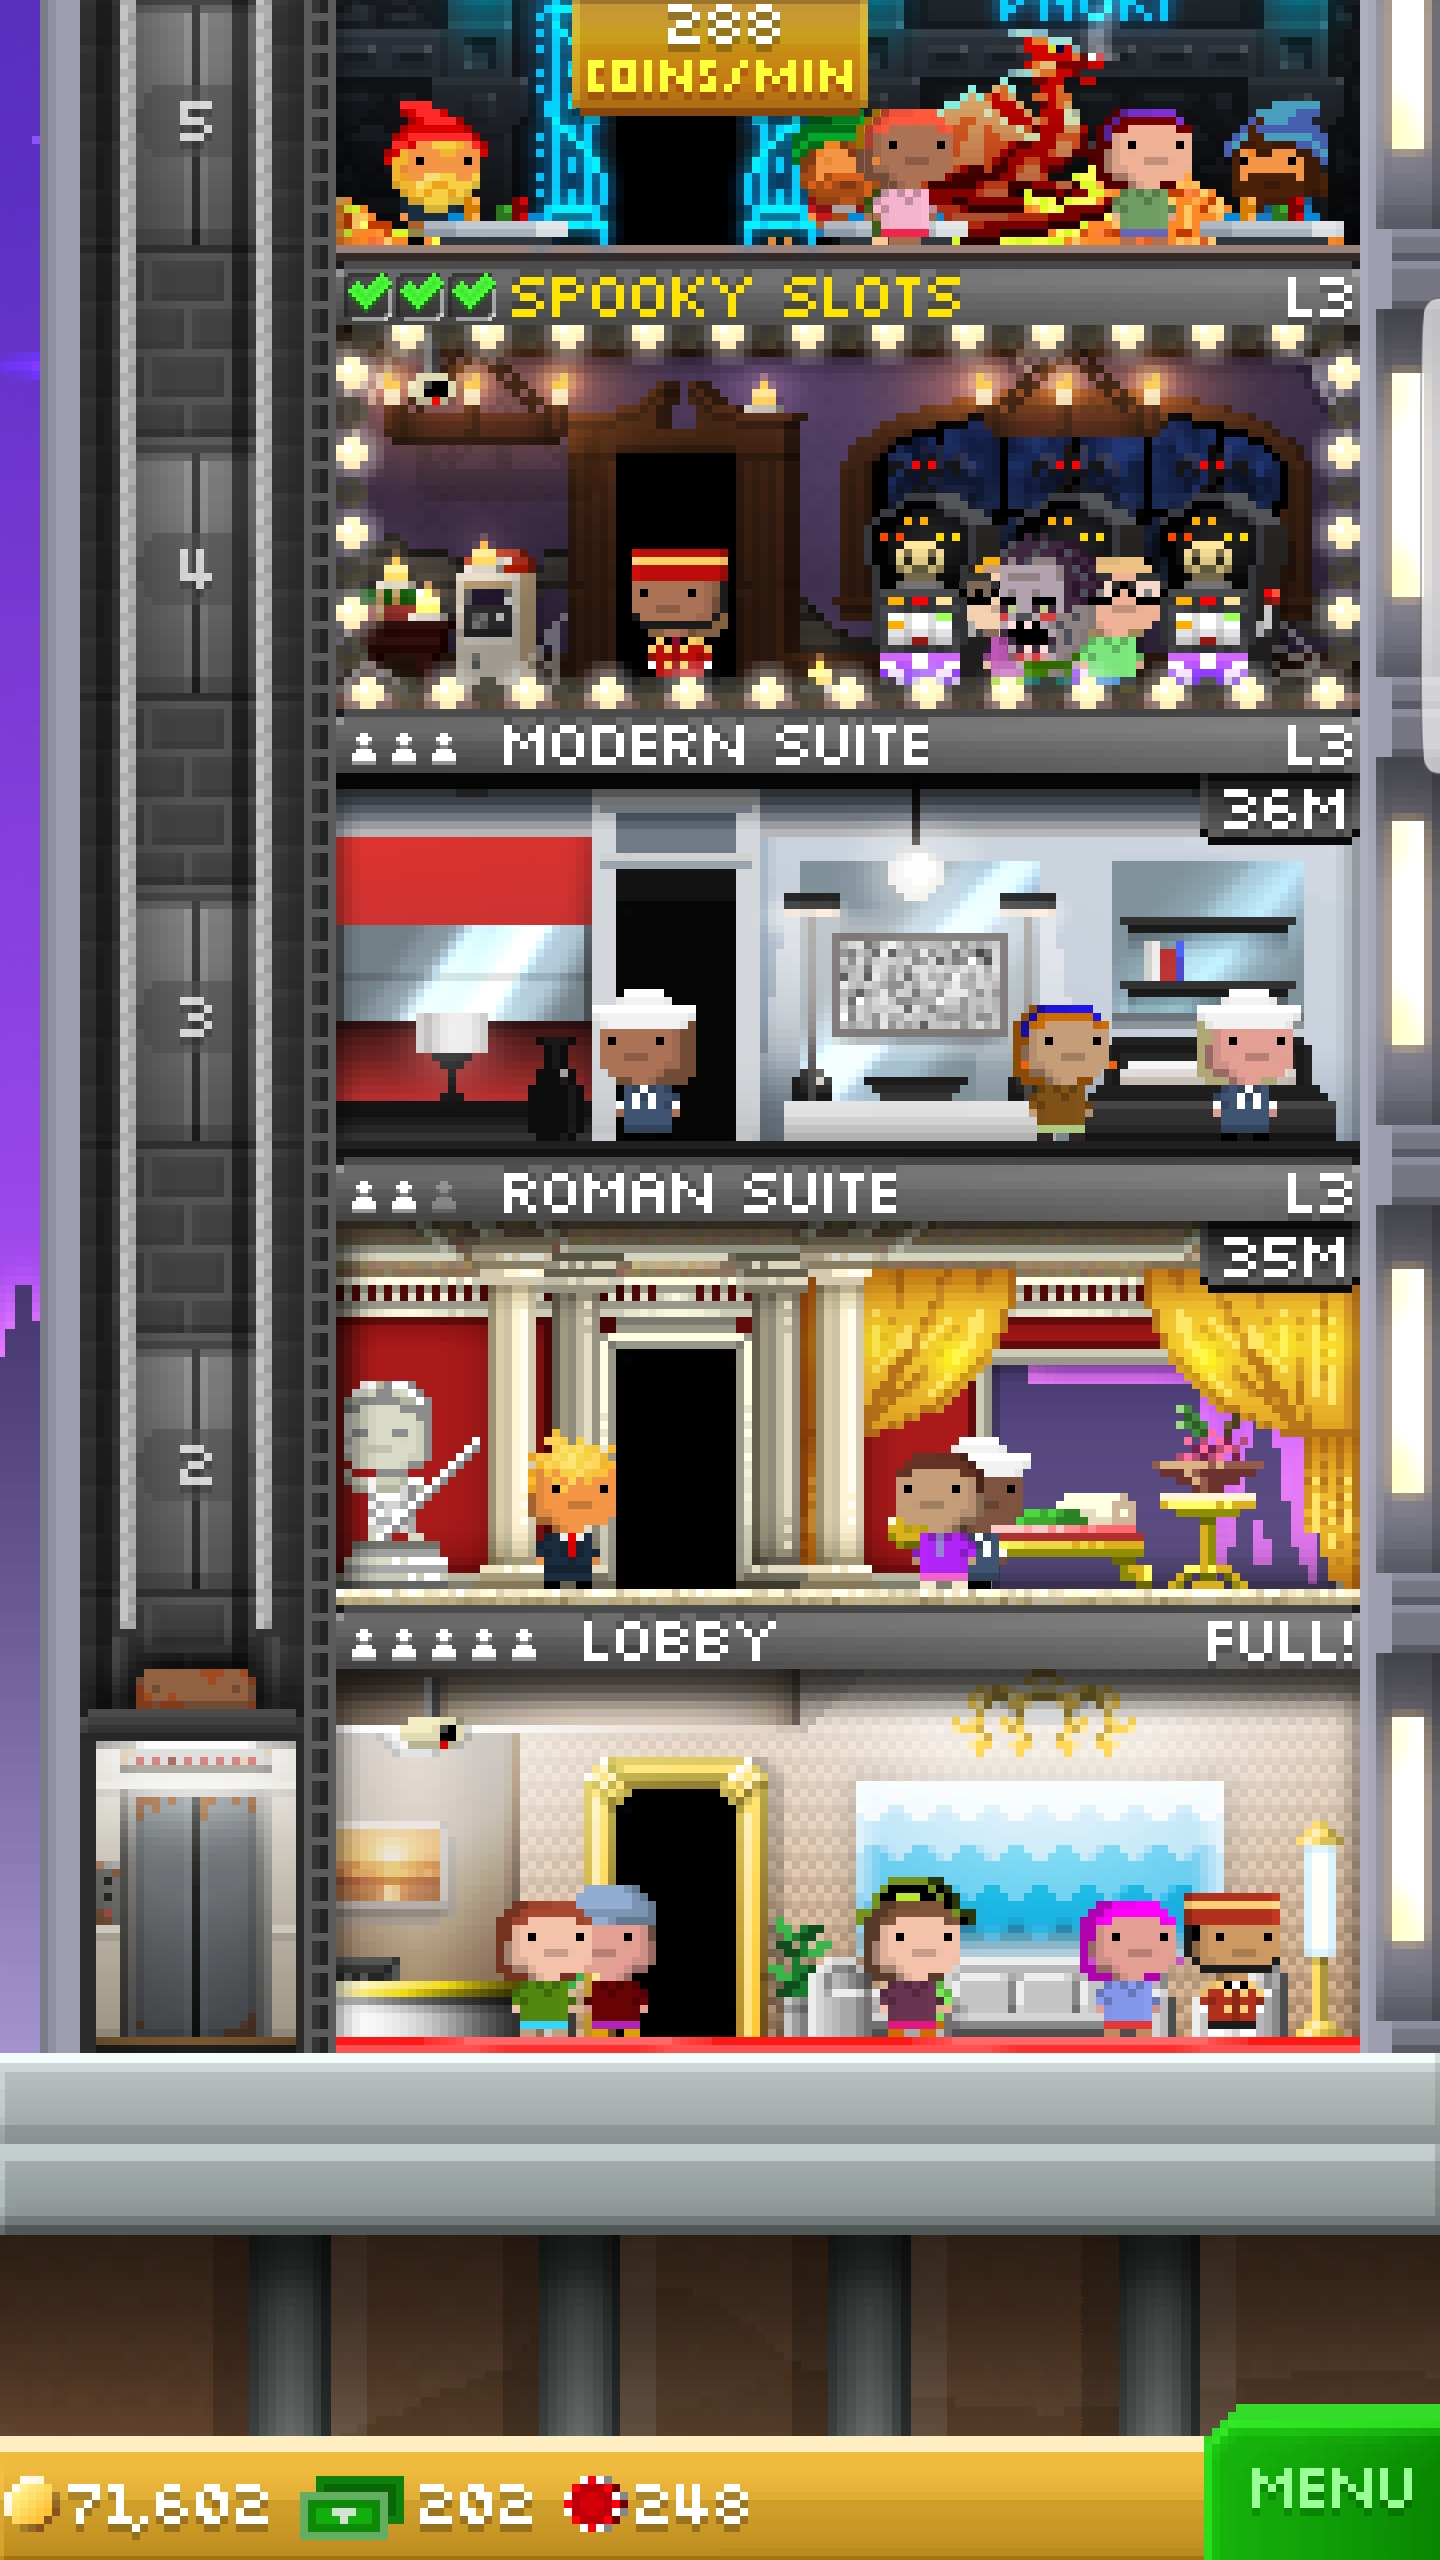 288
COINS/MIN
5
SPOOKY SLOTS L3
4
MODERN SUITE L3
36M
3
ROMAN SUITE L3
35M
2
LOBBY FULL!
71,602 202 248
MENU